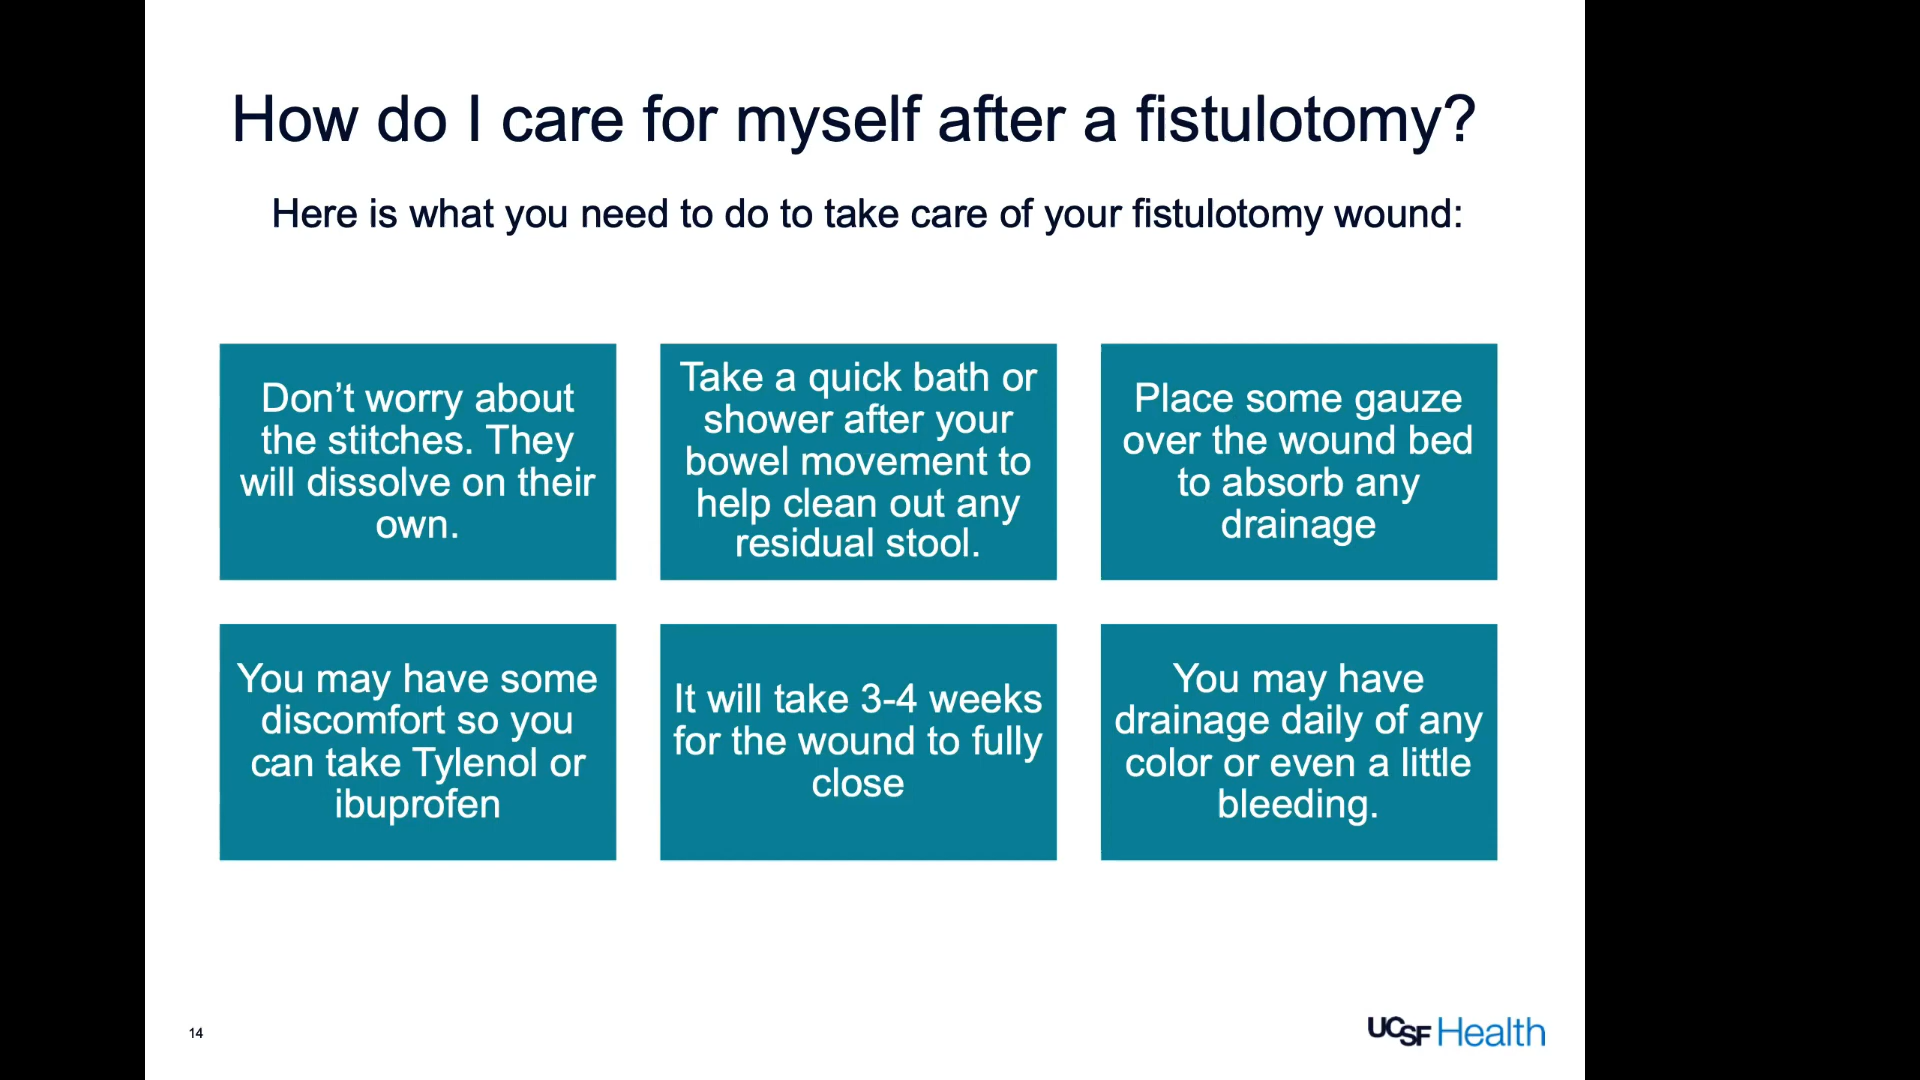 How do I care for myself after a fistulotomy?
Here is what you need to do to take care of your fistulotomy wound:
Don’t worry about
the stitches. They
will dissolve on their
own.
Take a quick bath or
shower after your
bowel movement to
help clean out any
residual stool.
Place some gauze
over the wound bed
to absorb any
drainage
You may have some
discomfort so you
can take Tylenol or
ibuprofen
It will take 3-4 weeks
for the wound to fully
close
You may have
drainage daily of any
color or even a little
bleeding.
14
UCSF Health